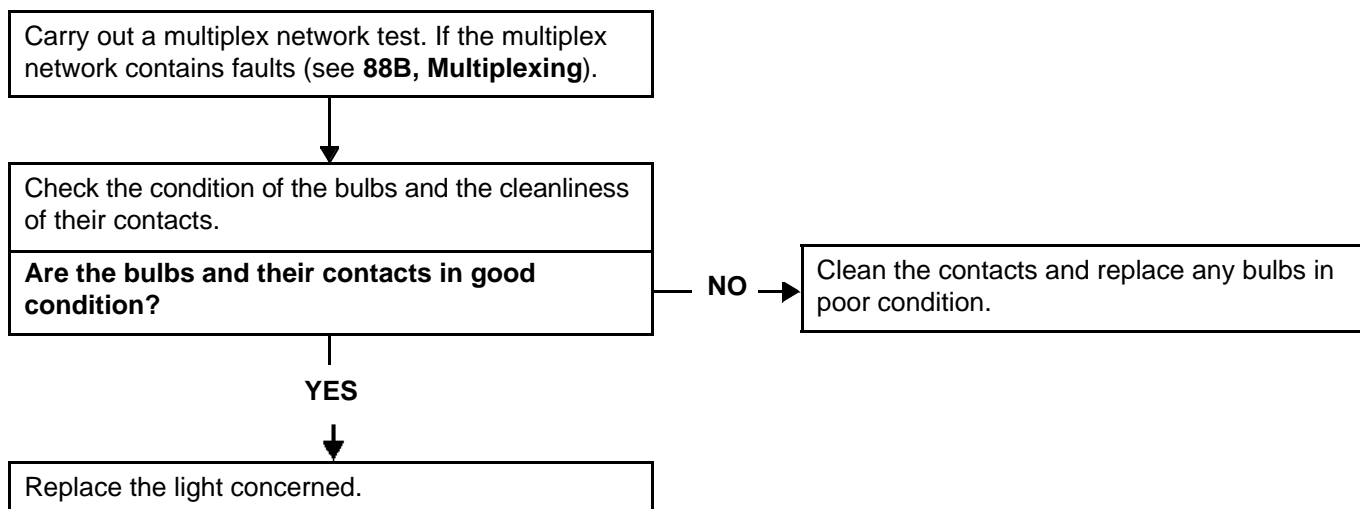 Carry out a multiplex network test. If the multiplex
network contains faults (see 88B, Multiplexing).
Check the condition of the bulbs and the cleanliness
of their contacts.
Are the bulbs and their contacts in good
condition?
NO
Clean the contacts and replace any bulbs in
poor condition.
YES
Replace the light concerned.